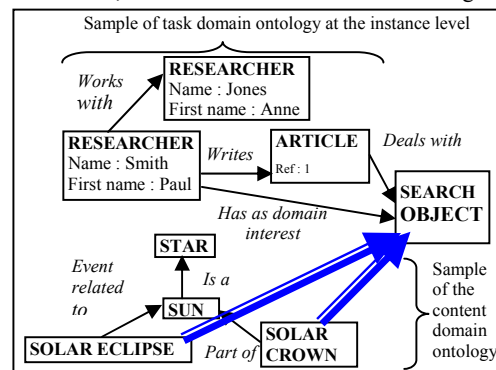 Sample of task domain ontology at the instance level
Works
with
RESEARCHER
Name : Jones
First name : Anne
RESEARCHER
Name : Smith
First name : Paul
Writes
ARTICLE
Ref : 1
Deals with
SEARCH
OBJECT
Has as domain
interest
STAR
Event
related
to
Is a
SUN
SOLAR ECLIPSE
Part of
SOLAR
CROWN
Sample
of the
content
domain
ontology